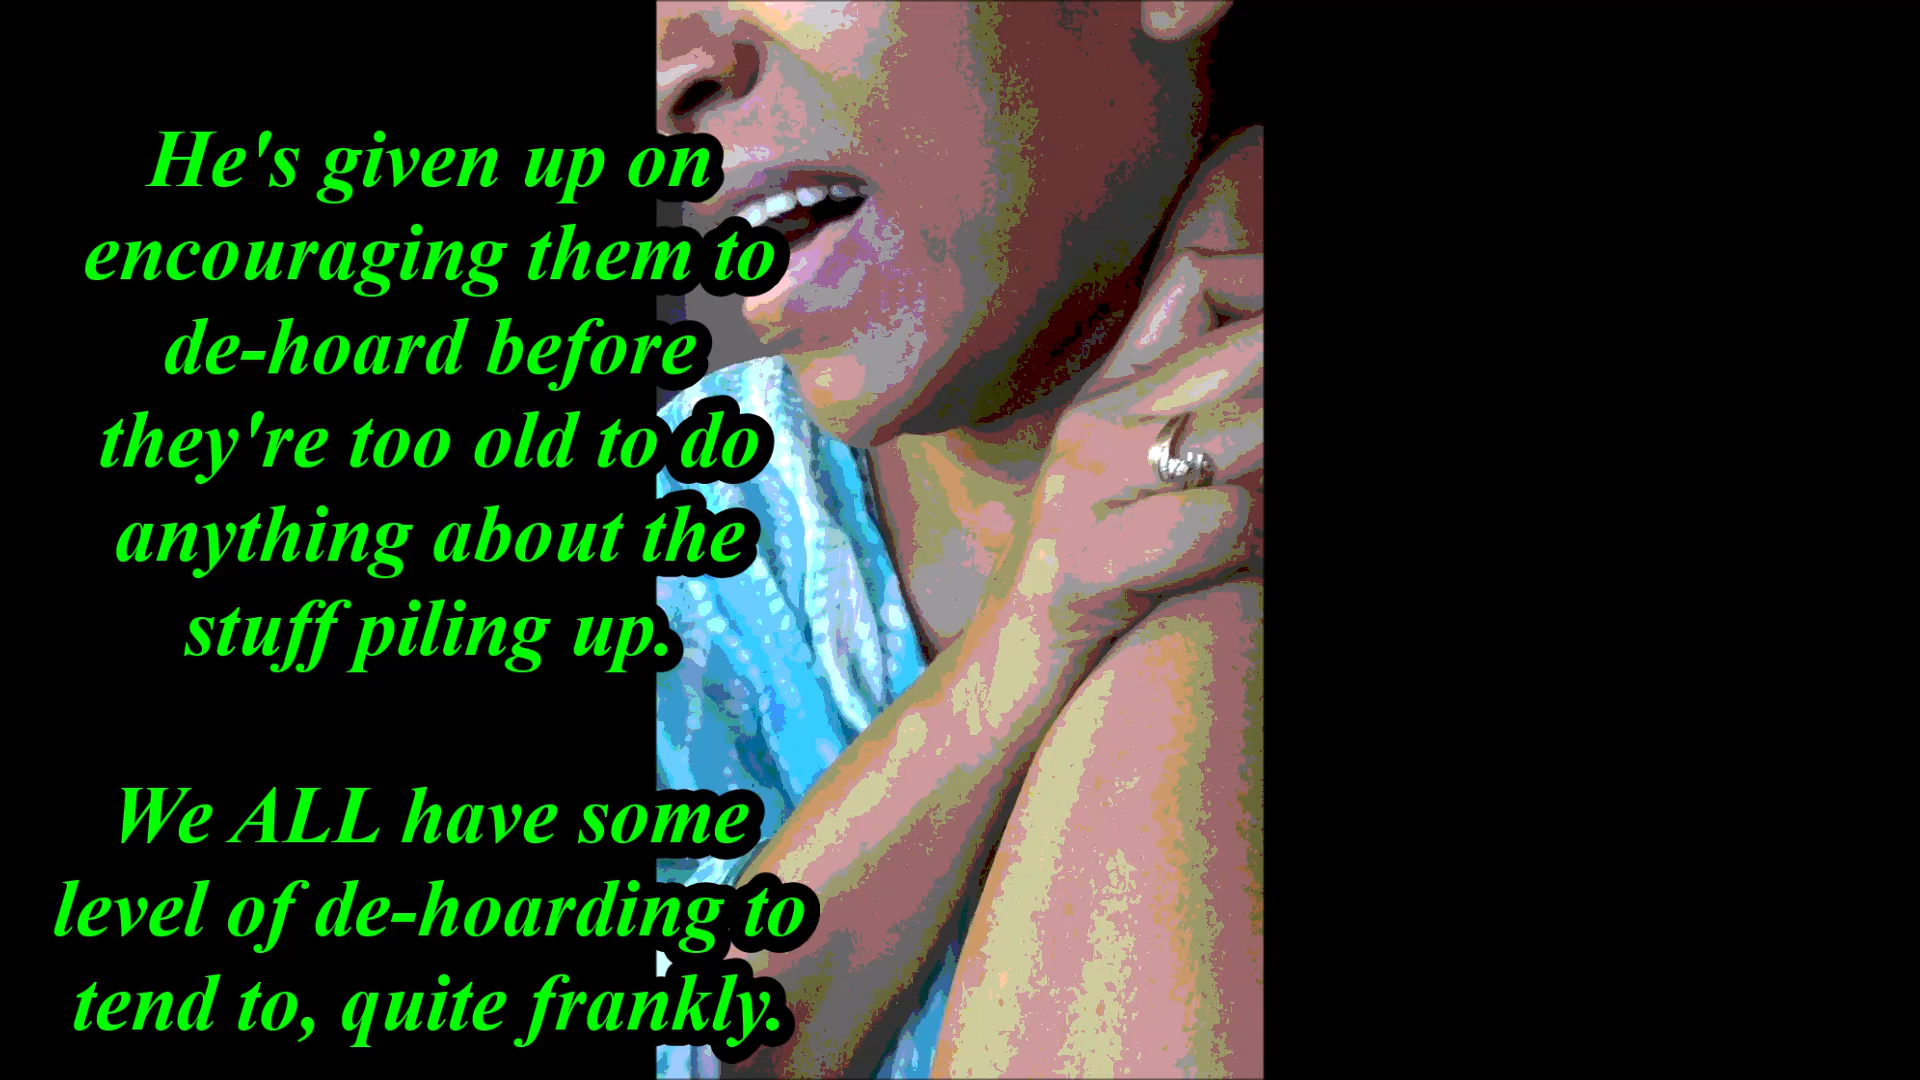 He's given up on
encouraging them to
de-hoard before
they're too old to do
anything about the
stuff piling up.
We ALL have some
level of de-hoarding to
tend to, quite frankly.